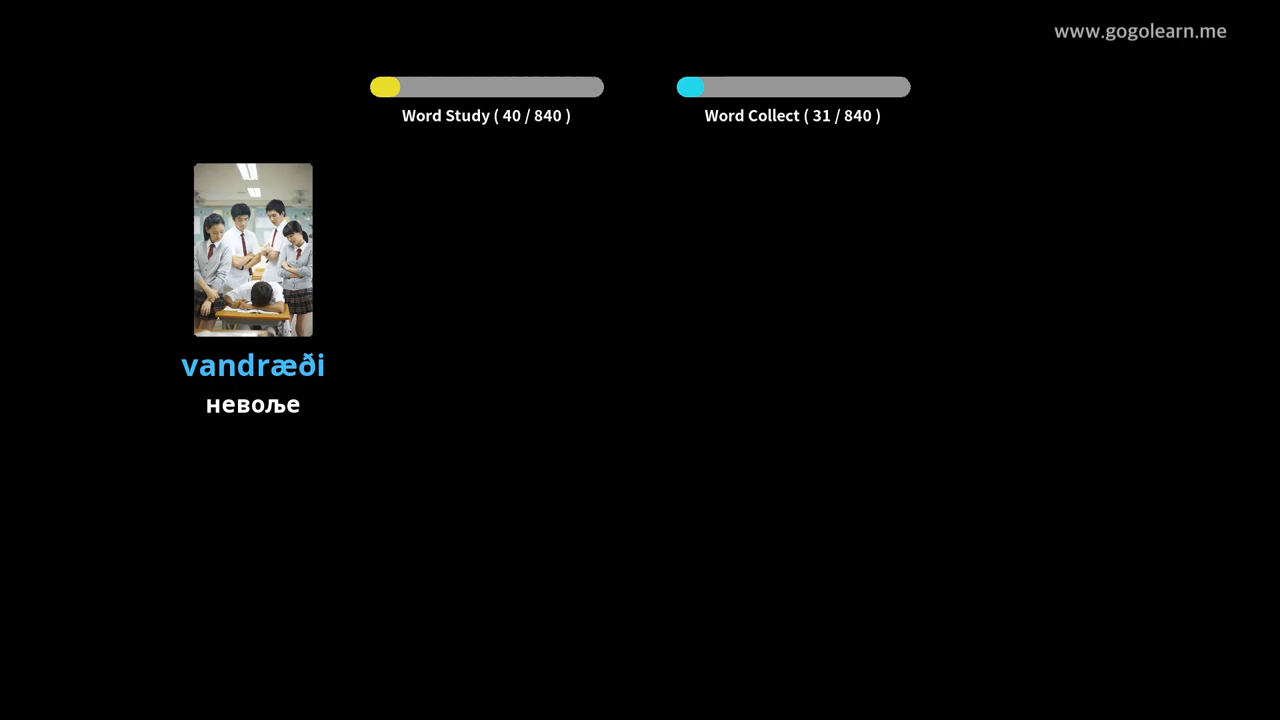 www.gogolearn.me
Word Study ( 40 / 840 )
Word Collect ( 31 / 840 )
vandræði
невоље